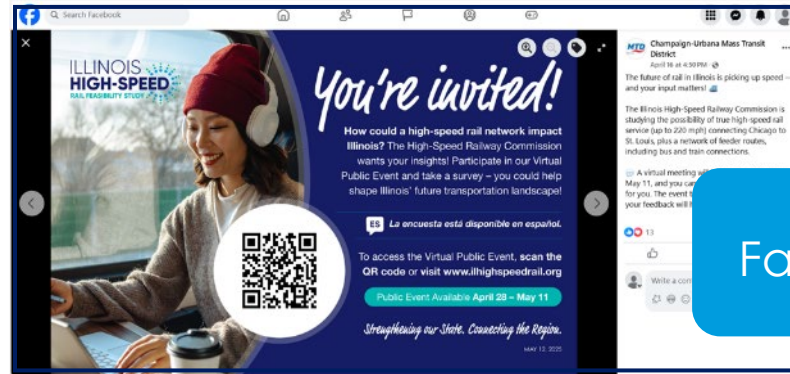 Search Facebook
ILLINOIS
HIGH-SPEED
RAIL FEASIBILITY STUDY
You're invited!
How could a high-speed rail network impact
Illinois? The High-Speed Railway Commission
wants your insights! Participate in our Virtual
Public Event and take a survey – you could help
shape Illinois' future transportation landscape!
ES La encuesta está disponible en español.
To access the Virtual Public Event, scan the
QR code or visit www.ilhighspeedrail.org
Public Event Available April 28 – May 11
Strengthening our State. Connecting the Region.
MAY 12, 2025
MTD
Champaign-Urbana Mass Transit
District
April 16 at 4:30 PM
The future of rail in Illinois is picking up speed –
and your input matters!
The Illinois High-Speed Railway Commission is
studying the possibility of true high-speed rail
service (up to 220 mph) connecting Chicago to
St. Louis, plus a network of feeder routes,
including bus and train connections.
A virtual meeting
May 11, and you
for you. The event
your feedback will
13
Write a
Fa